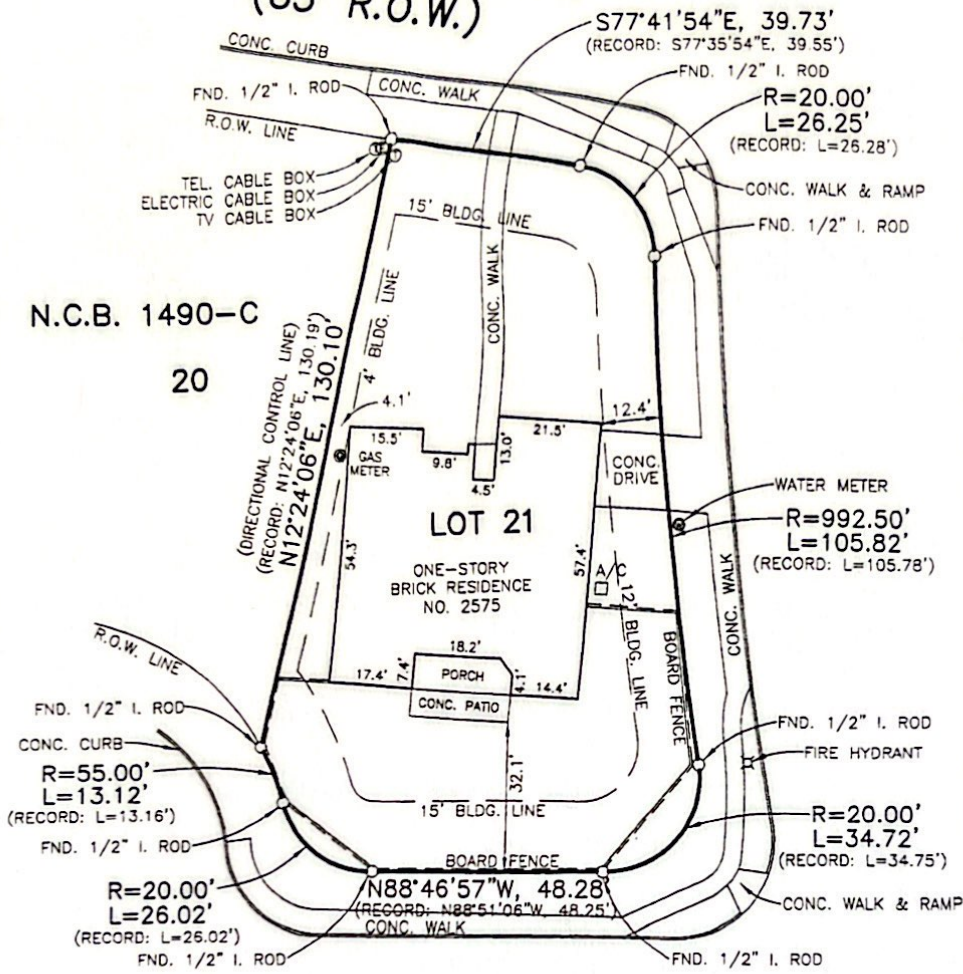 R.O.W.)
S77°41'54"E, 39.73'
(RECORD: S77°35'54"E, 39.55')
CONC. CURB
FND. 1/2" I. ROD
CONC. WALK
FND. 1/2" I. ROD
R=20.00'
L=26.25'
(RECORD: L=26.28')
R.O.W. LINE
TEL. CABLE BOX
ELECTRIC CABLE BOX
TV CABLE BOX
CONC. WALK & RAMP
15' BLDG. LINE
FND. 1/2" I. ROD
N.C.B. 1490-C
20
(DIRECTIONAL CONTROL LINE)
(RECORD: N12°24'06"E, 130.19')
N12°24'06"E, 130.10'
4' BLDG. LINE
CONC. WALK
4.1'
15.5'
9.8'
4.5'
13.0'
21.5'
12.4'
GAS
METER
CONC.
DRIVE
WATER METER
LOT 21
R=992.50'
L=105.82'
(RECORD: L=105.78')
54.3'
ONE-STORY
BRICK RESIDENCE
NO. 2575
57.4'
A/C
12' BLDG. LINE
BOARD FENCE
CONC. WALK
R.O.W. LINE
18.2'
17.4'
7.4'
PORCH
4.1'
14.4'
CONC. PATIO
FND. 1/2" I. ROD
CONC. CURB
R=55.00'
L=13.12'
(RECORD: L=13.16')
FND. 1/2" I. ROD
FND. 1/2" I. ROD
FIRE HYDRANT
32.1'
15' BLDG. LINE
R=20.00'
L=34.72'
(RECORD: L=34.75')
BOARD FENCE
N88°46'57"W, 48.28'
(RECORD: N88°51'06"W, 48.25')
CONC. WALK
R=20.00'
L=26.02'
(RECORD: L=26.02')
CONC. WALK & RAMP
FND. 1/2" I. ROD
FND. 1/2" I. ROD